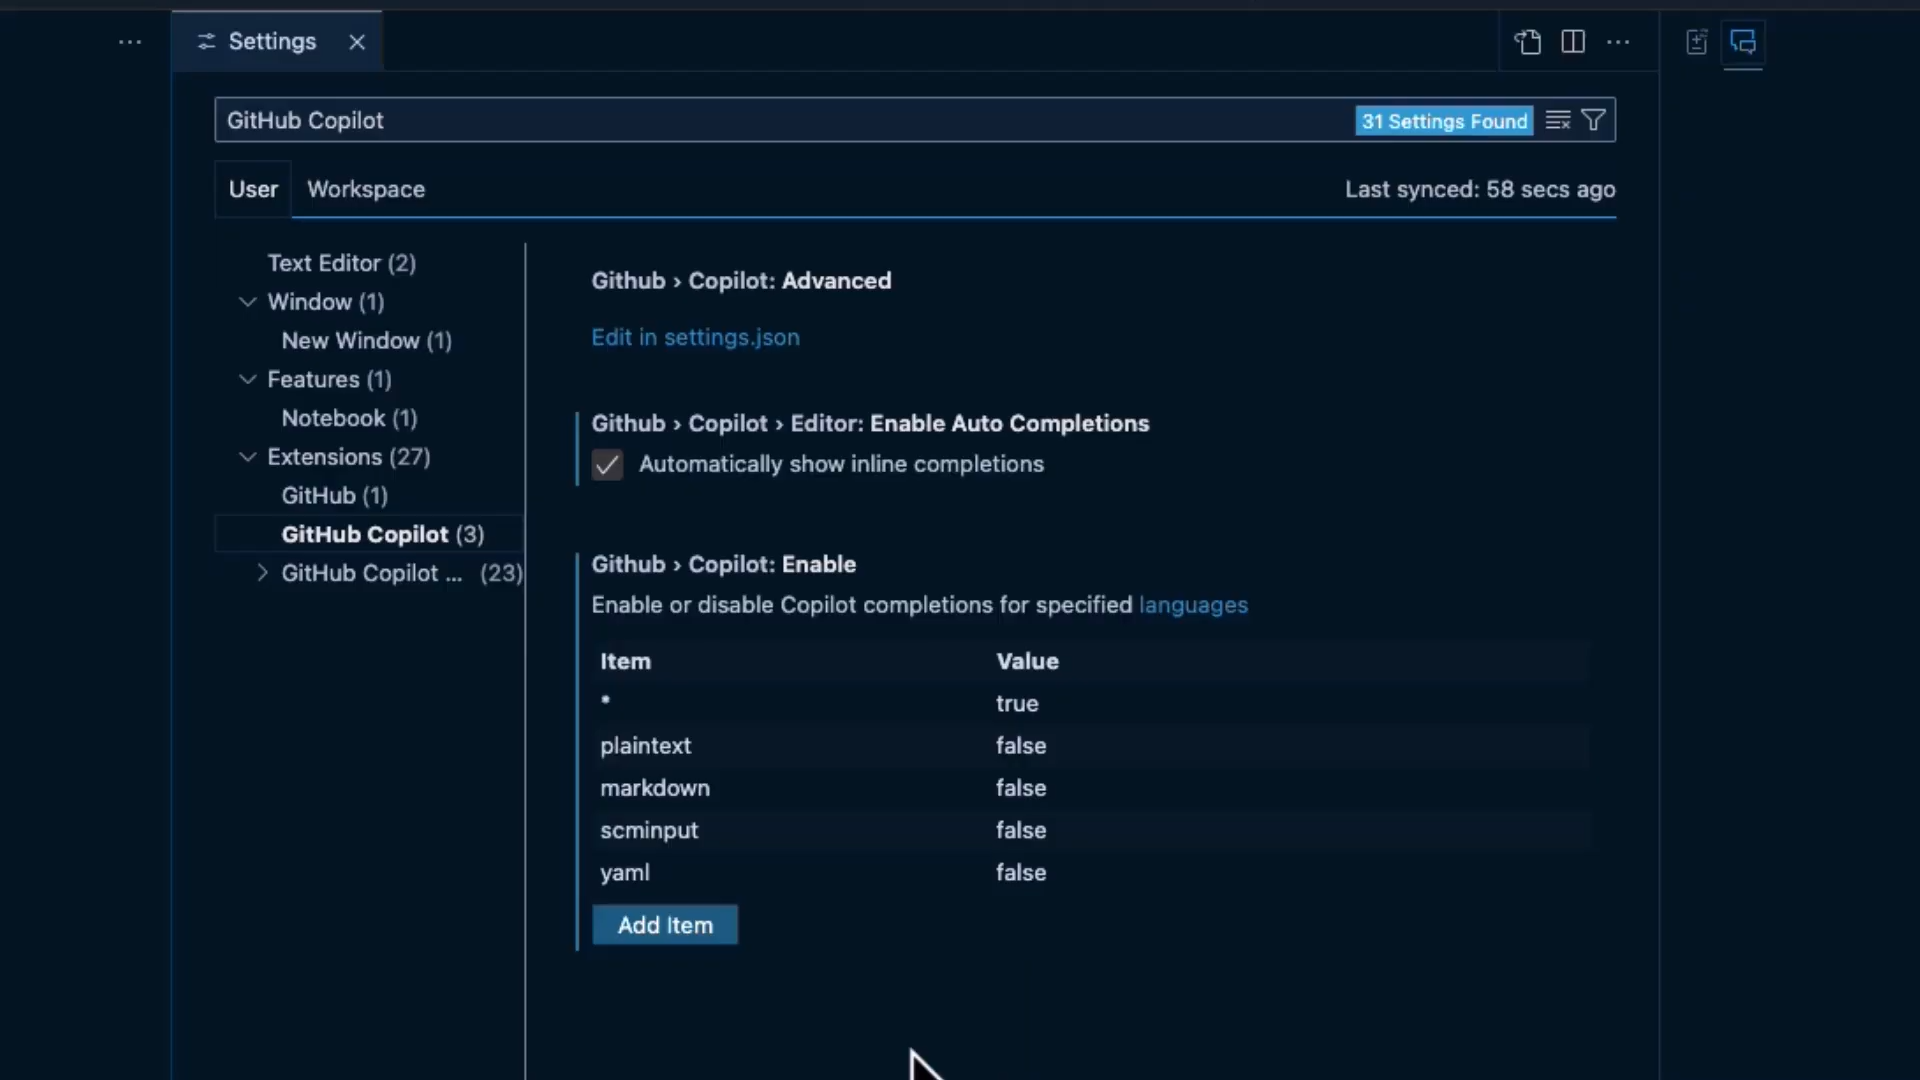 Settings
GitHub Copilot
31 Settings Found
User
Workspace
Last synced: 58 secs ago
Text Editor (2)
Window (1)
New Window (1)
Features (1)
Notebook (1)
Extensions (27)
GitHub (1)
GitHub Copilot (3)
GitHub Copilot ... (23)
Github › Copilot: Advanced
Edit in settings.json
Github › Copilot › Editor: Enable Auto Completions
Automatically show inline completions
Github › Copilot: Enable
Enable or disable Copilot completions for specified languages
Item Value
* true
plaintext false
markdown false
scminput false
yaml false
Add Item